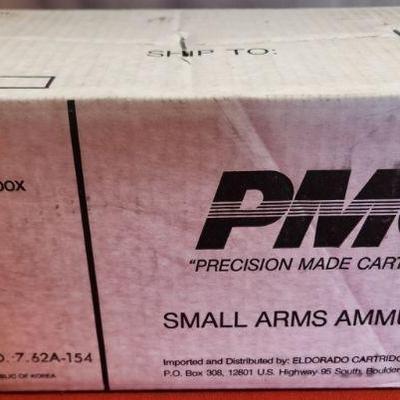 SHIP TO:
BOX
PMC
"PRECISION MADE CART
SMALL ARMS AMMU
O. 7.62A-154
Imported and Distributed by: ELDORADO CARTRIDG
PUBLIC OF KOREA
P.O. Box 308, 12801 U.S. Highway-95 South, Boulder